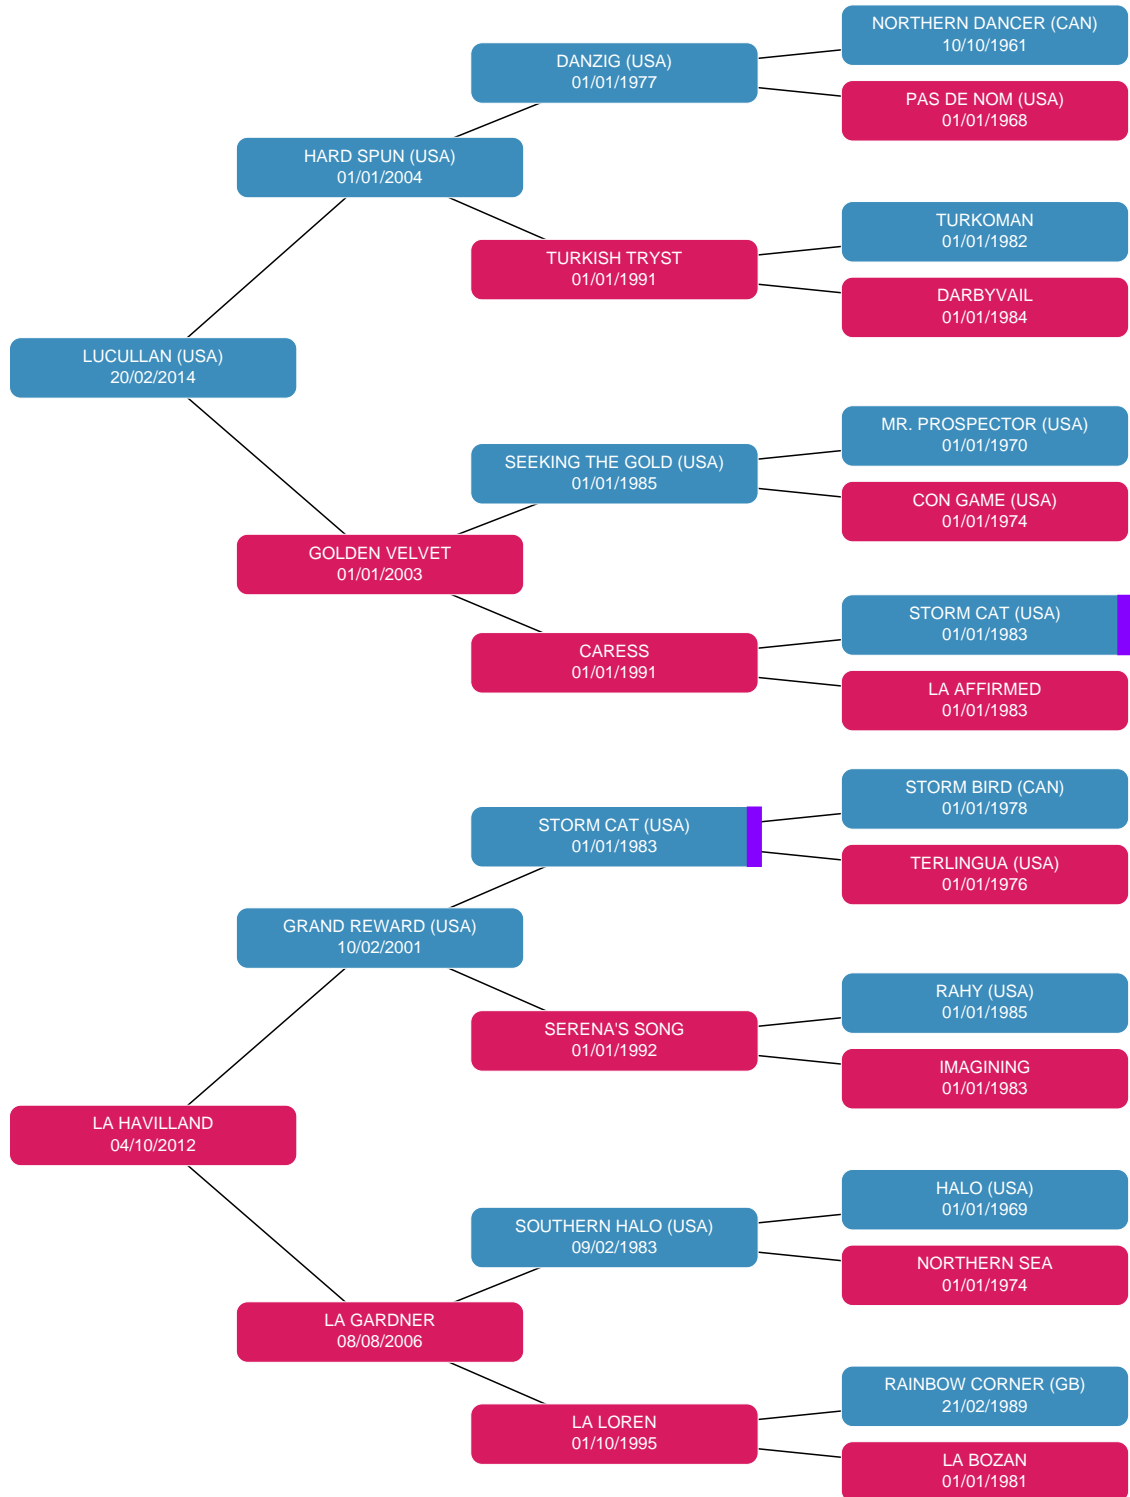 NORTHERN DANCER (CAN)
10/10/1961
DANZIG (USA)
01/01/1977
PAS DE NOM (USA)
01/01/1968
HARD SPUN (USA)
01/01/2004
TURKOMAN
01/01/1982
TURKISH TRYST
01/01/1991
DARBYVAIL
01/01/1984
LUCULLAN (USA)
20/02/2014
MR. PROSPECTOR (USA)
01/01/1970
SEEKING THE GOLD (USA)
01/01/1985
CON GAME (USA)
01/01/1974
GOLDEN VELVET
01/01/2003
STORM CAT (USA)
01/01/1983
CARESS
01/01/1991
LA AFFIRMED
01/01/1983
STORM BIRD (CAN)
01/01/1978
STORM CAT (USA)
01/01/1983
TERLINGUA (USA)
01/01/1976
GRAND REWARD (USA)
10/02/2001
RAHY (USA)
01/01/1985
SERENA'S SONG
01/01/1992
IMAGINING
01/01/1983
LA HAVILLAND
04/10/2012
HALO (USA)
01/01/1969
SOUTHERN HALO (USA)
09/02/1983
NORTHERN SEA
01/01/1974
LA GARDNER
08/08/2006
RAINBOW CORNER (GB)
21/02/1989
LA LOREN
01/10/1995
LA BOZAN
01/01/1981